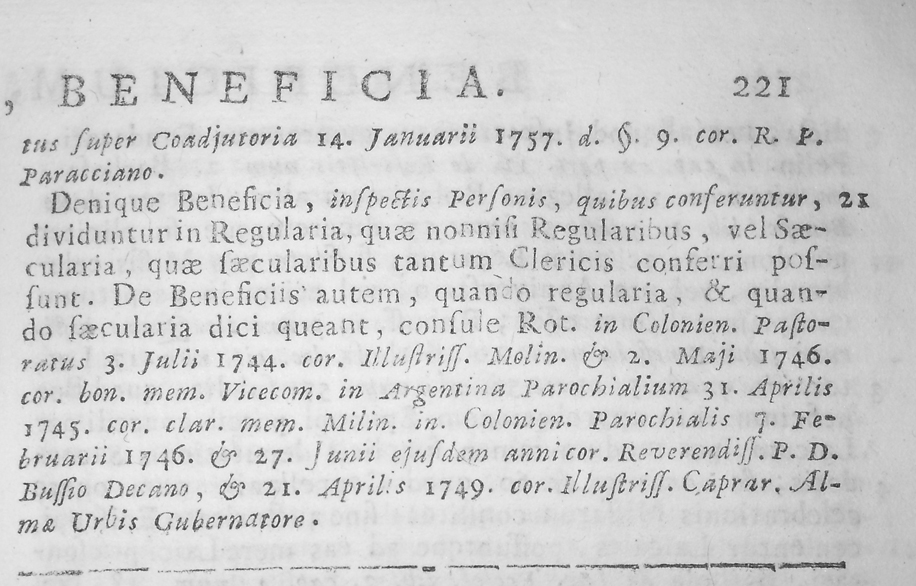 , BENEFICIA. 221
tus ſuper Coadjutoria 14. Januarii 1757. d. §. 9. cor. R. P.
Paracciano.
Denique Beneficia, inſpectis Perſonis, quibus conferuntur, 21
dividuntur in Regularia, quæ nonniſi Regularibus, vel Sæ-
cularia, quæ ſæcularibus tantum Clericis conferri poſ-
ſunt. De Beneficiis autem, quando regularia, & quan-
do ſæcularia dici queant, conſule Rot. in Colonien. Paſto-
ratus 3. Julii 1744. cor. Illuſtriſſ. Molin. & 2. Maji 1746.
cor. bon. mem. Vicecom. in Argentina Parochialium 31. Aprilis
1745. cor. clar. mem. Milin. in. Colonien. Parochialis 7. Fe-
bruarii 1746. & 27. Junii ejuſdem anni cor. Reverendiſſ. P. D.
Buſſio Decano, & 21. Aprilis 1749. cor. Illuſtriſſ. Caprar, Al-
mæ Urbis Gubernatore.